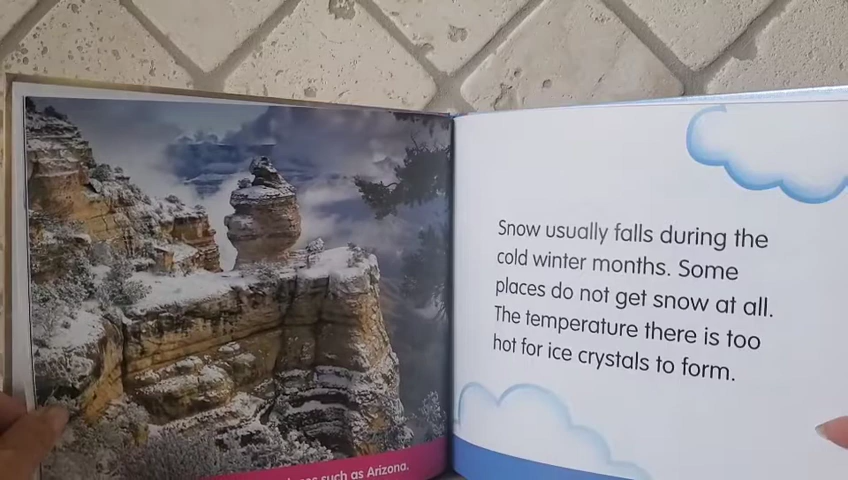 such as Arizona.
Snow usually falls during the
cold winter months. Some
places do not get snow at all.
The temperature there is too
hot for ice crystals to form.